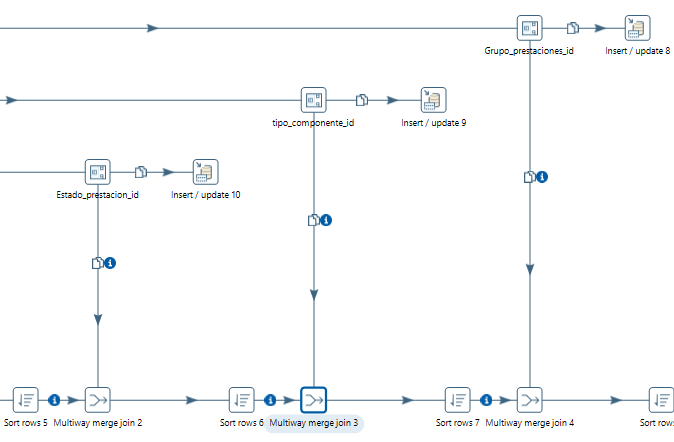 Grupo_prestaciones_id
Insert / update 8
tipo_componente_id
Insert / update 9
Estado_prestacion_id
Insert / update 10
Sort rows 5
Multiway merge join 2
Sort rows 6
Multiway merge join 3
Sort rows 7
Multiway merge join 4
Sort